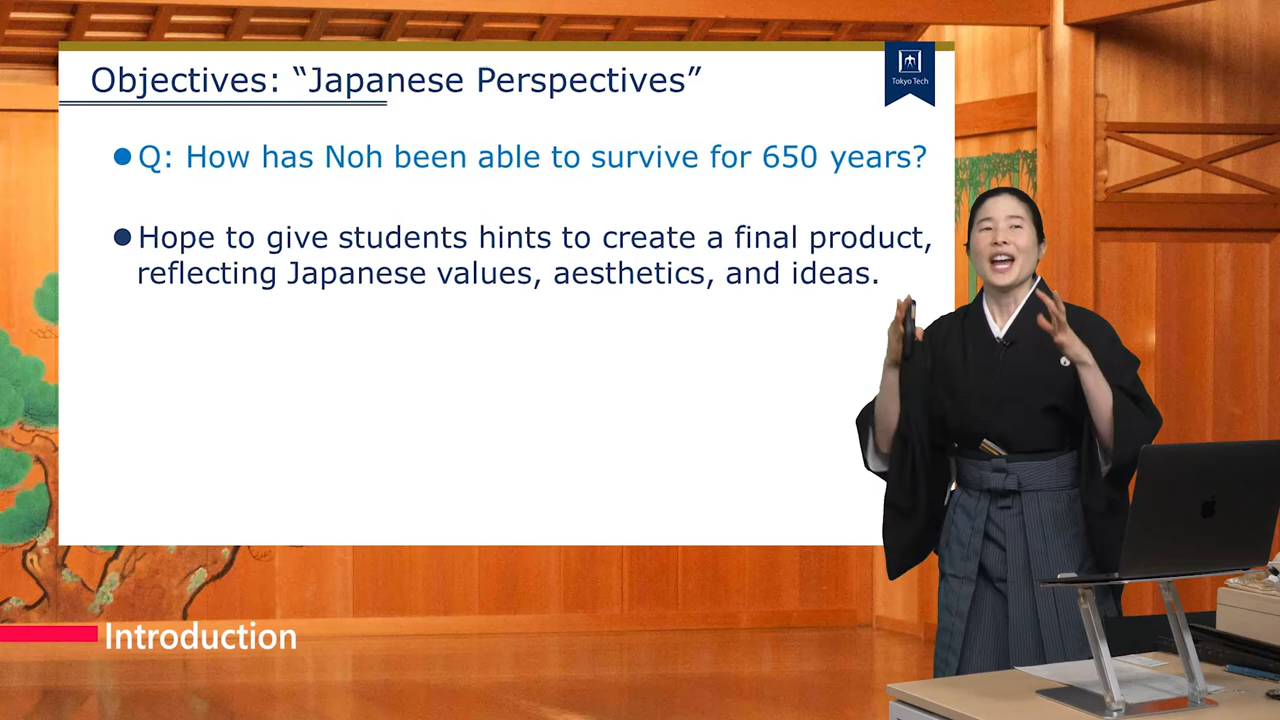 Objectives: “Japanese Perspectives”
Tokyo Tech
Q: How has Noh been able to survive for 650 years?
Hope to give students hints to create a final product,
reflecting Japanese values, aesthetics, and ideas.
Introduction